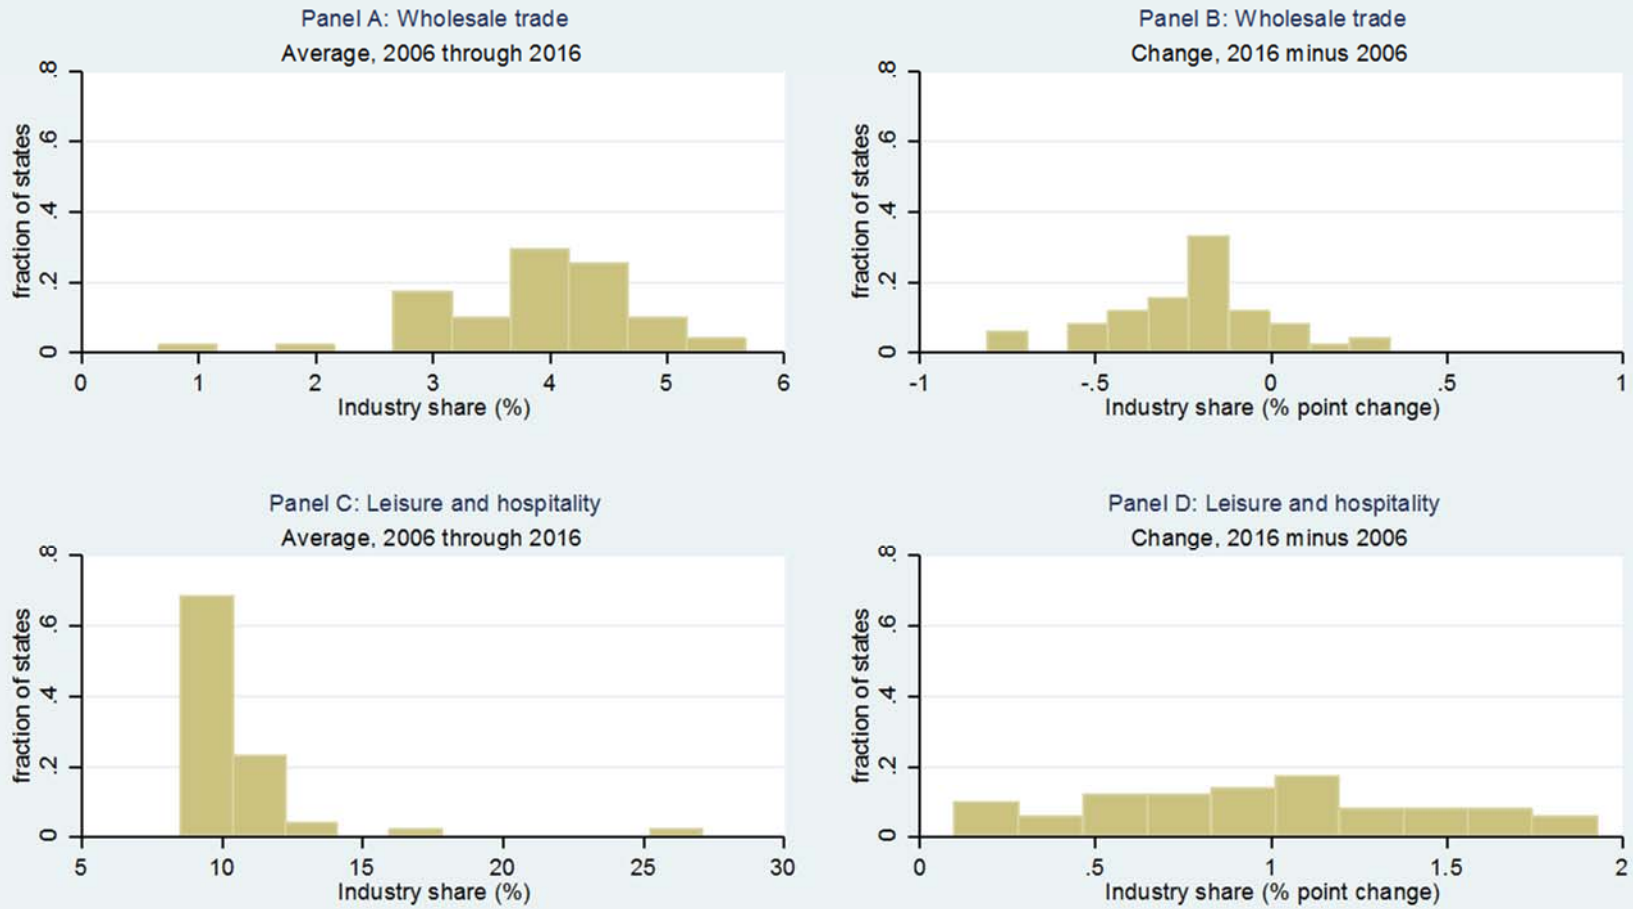 Panel A: Wholesale trade
Average, 2006 through 2016
fraction of states
0 .2 .4 .6 .8
0 1 2 3 4 5 6
Industry share (%)
Panel B: Wholesale trade
Change, 2016 minus 2006
fraction of states
0 .2 .4 .6 .8
-1 -.5 0 .5 1
Industry share (% point change)
Panel C: Leisure and hospitality
Average, 2006 through 2016
fraction of states
0 .2 .4 .6 .8
5 10 15 20 25 30
Industry share (%)
Panel D: Leisure and hospitality
Change, 2016 minus 2006
fraction of states
0 .2 .4 .6 .8
0 .5 1 1.5 2
Industry share (% point change)